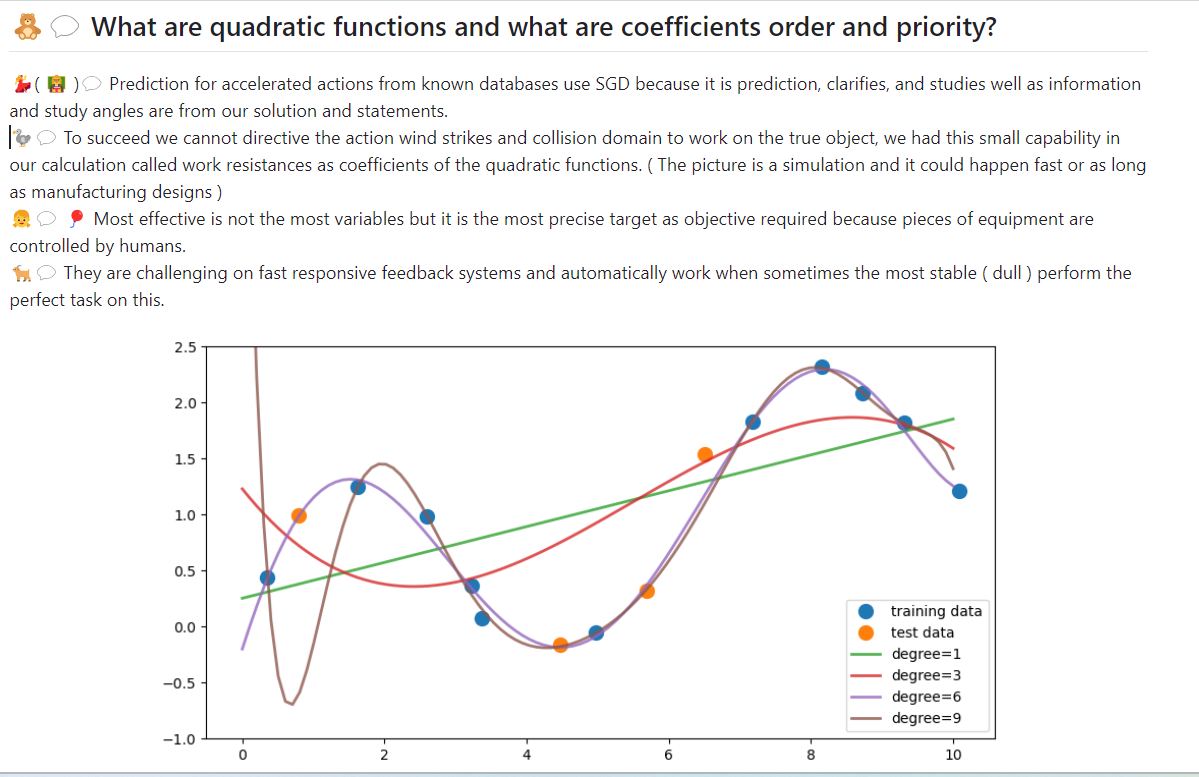 🧸💬 What are quadratic functions and what are coefficients order and priority?
💃( 👸 )💬 Prediction for accelerated actions from known databases use SGD because it is prediction, clarifies, and studies well as information
and study angles are from our solution and statements.
🦤 💬 To succeed we cannot directive the action wind strikes and collision domain to work on the true object, we had this small capability in
our calculation called work resistances as coefficients of the quadratic functions. ( The picture is a simulation and it could happen fast or as long
as manufacturing designs )
👧 💬 🎈 Most effective is not the most variables but it is the most precise target as objective required because pieces of equipment are
controlled by humans.
🐐 💬 They are challenging on fast responsive feedback systems and automatically work when sometimes the most stable ( dull ) perform the
perfect task on this.
2.5
2.0
1.5
1.0
0.5
0.0
−0.5
−1.0
0 2 4 6 8 10
training data
test data
degree=1
degree=3
degree=6
degree=9